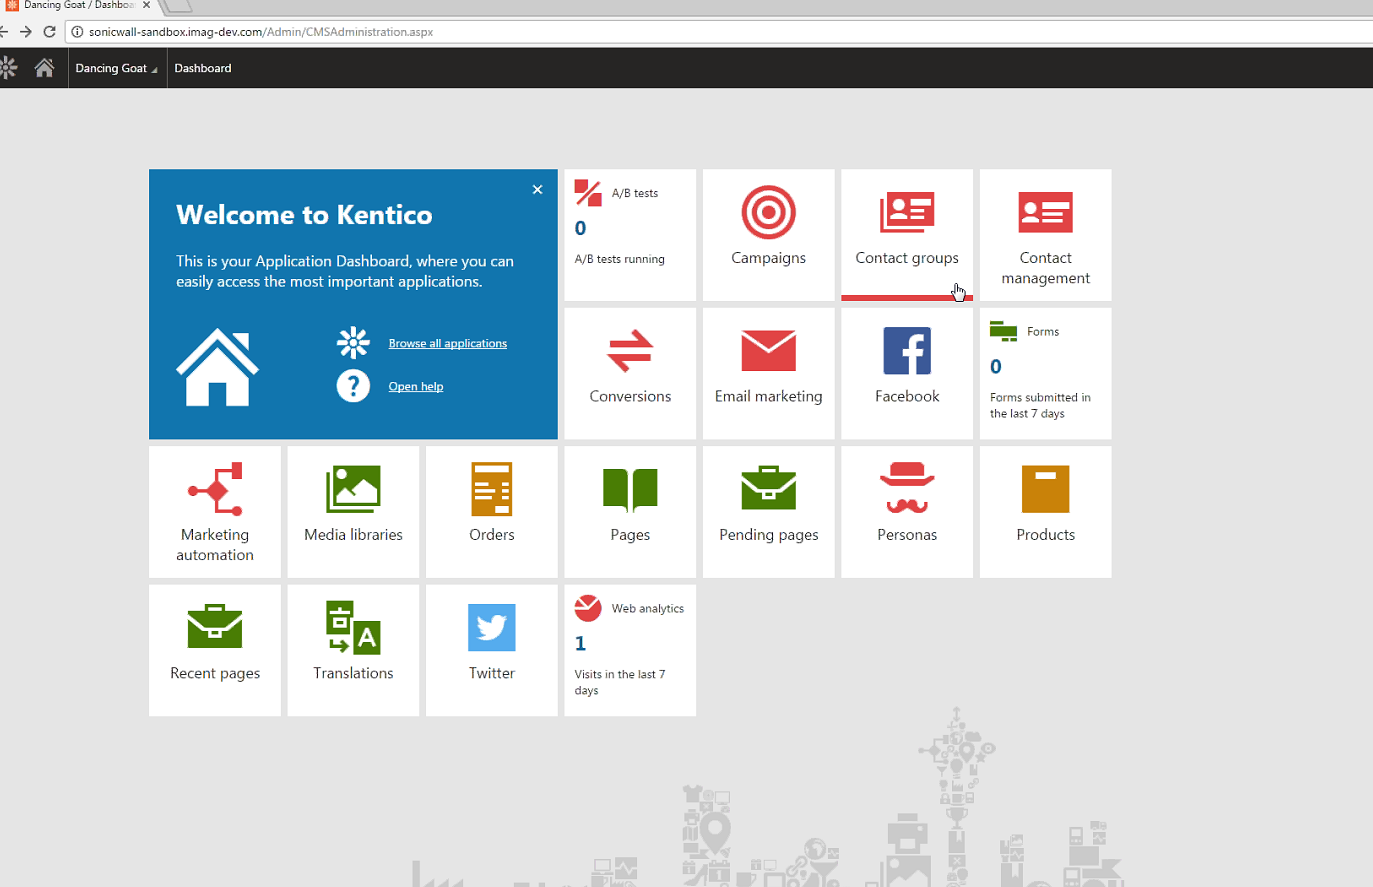 Dancing Goat / Dashboa
sonicwall-sandbox.imag-dev.com/Admin/CMSAdministration.aspx
Dancing Goat
Dashboard
Welcome to Kentico
This is your Application Dashboard, where you can
easily access the most important applications.
Browse all applications
Open help
A/B tests
0
A/B tests running
Campaigns
Contact groups
Contact
management
Conversions
Email marketing
Facebook
Forms
0
Forms submitted in
the last 7 days
Marketing
automation
Media libraries
Orders
Pages
Pending pages
Personas
Products
Recent pages
Translations
Twitter
Web analytics
1
Visits in the last 7
days